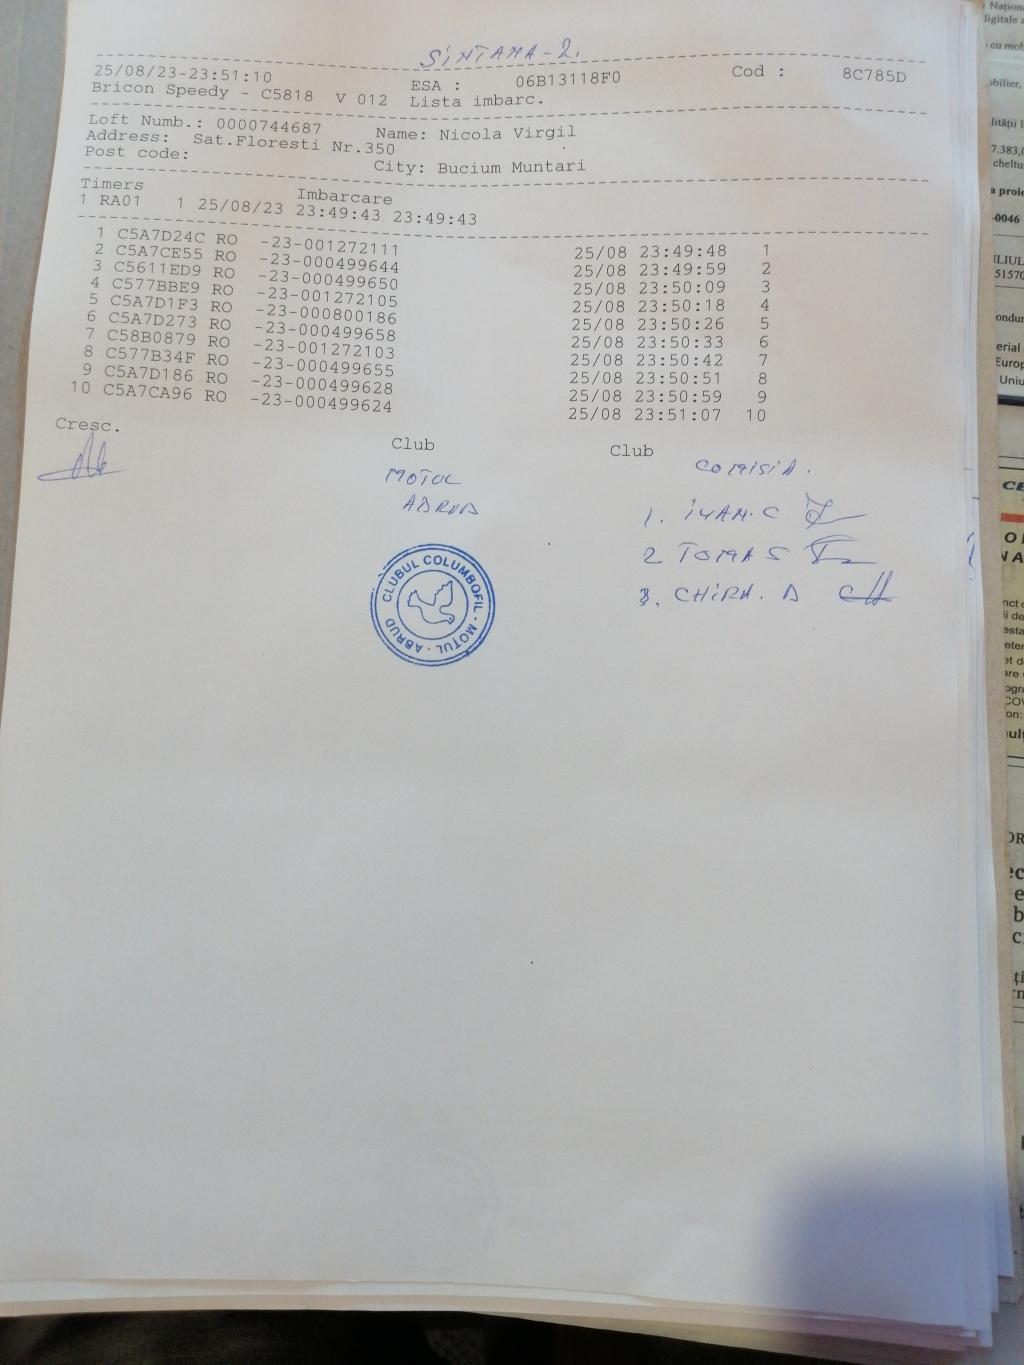 SiNTANA-2.
25/08/23-23:51:10 ESA : 06B13118F0 Cod : 8C785D
Bricon Speedy - C5818 V 012 Lista imbarc.
Loft Numb.: 0000744687 Name: Nicola Virgil
Address: Sat.Floresti Nr.350
Post code: City: Bucium Muntari
Timers Imbarcare
1 RA01 1 25/08/23 23:49:43 23:49:43
1 C5A7D24C RO -23-001272111 25/08 23:49:48 1
2 C5A7CE55 RO -23-000499644 25/08 23:49:59 2
3 C5611ED9 RO -23-000499650 25/08 23:50:09 3
4 C577BBE9 RO -23-001272105 25/08 23:50:18 4
5 C5A7D1F3 RO -23-000800186 25/08 23:50:26 5
6 C5A7D273 RO -23-000499658 25/08 23:50:33 6
7 C58B0879 RO -23-001272103 25/08 23:50:42 7
8 C577B34F RO -23-000499655 25/08 23:50:51 8
9 C5A7D186 RO -23-000499628 25/08 23:50:59 9
10 C5A7CA96 RO -23-000499624 25/08 23:51:07 10
Cresc. Club Club
MOTUL
ABRUD
COMISIA.
1. IVAN.C
2 TOMA S
3. CHIRA. D
CLUBUL COLUMBOFIL · MOTUL · ABRUD